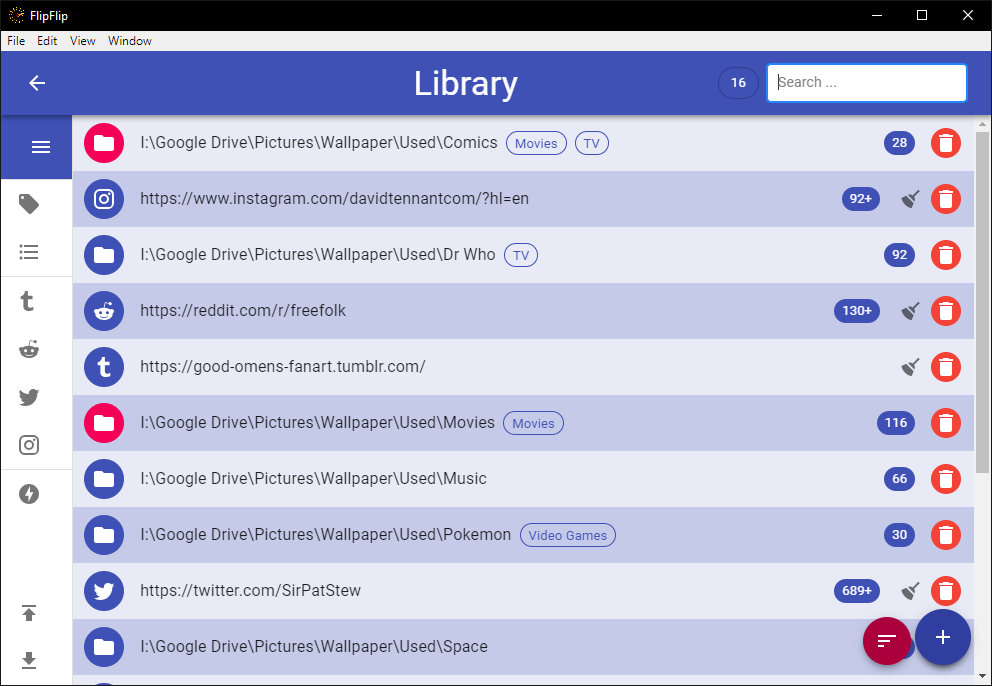 FlipFlip
File Edit View Window
Library 16 Search ...
I:\Google Drive\Pictures\Wallpaper\Used\Comics Movies TV 28
https://www.instagram.com/davidtennantcom/?hl=en 92+
I:\Google Drive\Pictures\Wallpaper\Used\Dr Who TV 92
https://reddit.com/r/freefolk 130+
https://good-omens-fanart.tumblr.com/
I:\Google Drive\Pictures\Wallpaper\Used\Movies Movies 116
I:\Google Drive\Pictures\Wallpaper\Used\Music 66
I:\Google Drive\Pictures\Wallpaper\Used\Pokemon Video Games 30
https://twitter.com/SirPatStew 689+
I:\Google Drive\Pictures\Wallpaper\Used\Space